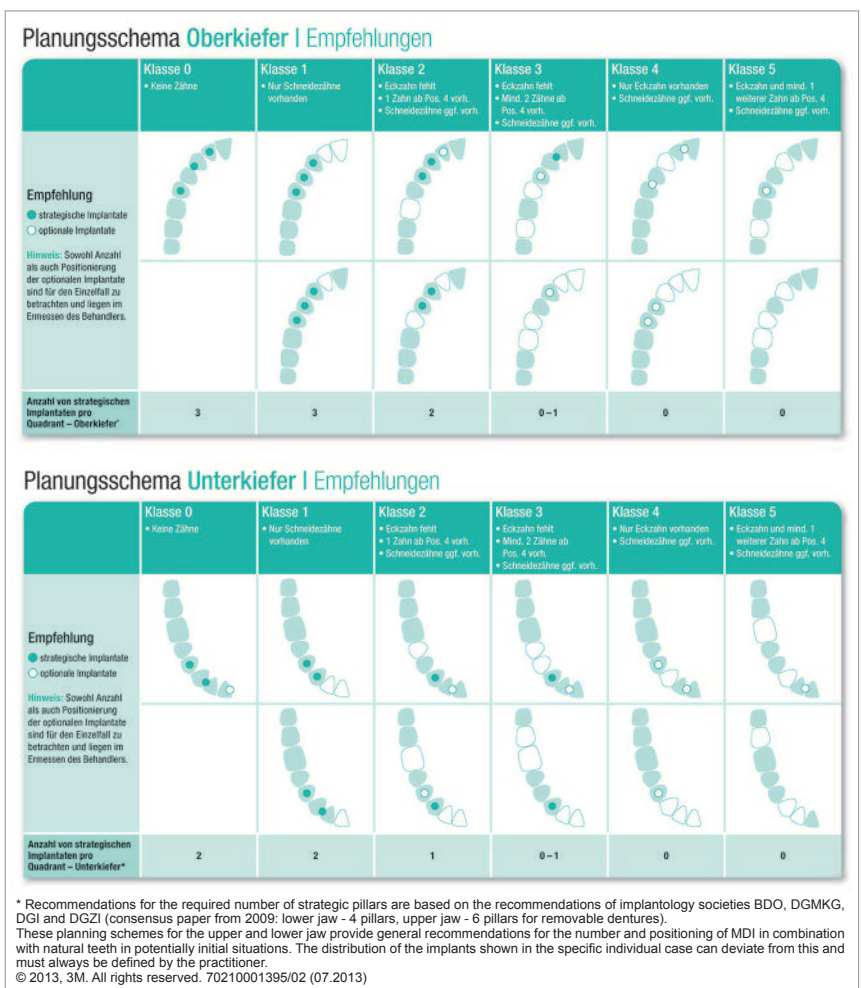 Planungsschema Oberkiefer | Empfehlungen
Klasse 0
• Keine Zähne
Klasse 1
• Nur Schneidezähne
vorhanden
Klasse 2
• Eckzahn fehlt
• 1 Zahn ab Pos. 4 vorh.
• Schneidezähne ggf. vorh.
Klasse 3
• Eckzahn fehlt
• Mind. 2 Zähne ab
Pos. 4 vorh.
• Schneidezähne ggf. vorh.
Klasse 4
• Nur Eckzahn vorhanden
• Schneidezähne ggf. vorh.
Klasse 5
• Eckzahn und mind. 1
weiterer Zahn ab Pos. 4
• Schneidezähne ggf. vorh.
Empfehlung
strategische Implantate
optionale Implantate
Hinweis: Sowohl Anzahl
als auch Positionierung
der optionalen Implantate
sind für den Einzelfall zu
betrachten und liegen im
Ermessen des Behandlers.
Anzahl von strategischen
Implantaten pro
Quadrant – Oberkiefer*
3
3
2
0–1
0
0
Planungsschema Unterkiefer | Empfehlungen
Klasse 0
• Keine Zähne
Klasse 1
• Nur Schneidezähne
vorhanden
Klasse 2
• Eckzahn fehlt
• 1 Zahn ab Pos. 4 vorh.
• Schneidezähne ggf. vorh.
Klasse 3
• Eckzahn fehlt
• Mind. 2 Zähne ab
Pos. 4 vorh.
• Schneidezähne ggf. vorh.
Klasse 4
• Nur Eckzahn vorhanden
• Schneidezähne ggf. vorh.
Klasse 5
• Eckzahn und mind. 1
weiterer Zahn ab Pos. 4
• Schneidezähne ggf. vorh.
Empfehlung
strategische Implantate
optionale Implantate
Hinweis: Sowohl Anzahl
als auch Positionierung
der optionalen Implantate
sind für den Einzelfall zu
betrachten und liegen im
Ermessen des Behandlers.
Anzahl von strategischen
Implantaten pro
Quadrant – Unterkiefer*
2
2
1
0–1
0
0
* Recommendations for the required number of strategic pillars are based on the recommendations of implantology societies BDO, DGMKG,
DGI and DGZI (consensus paper from 2009: lower jaw - 4 pillars, upper jaw - 6 pillars for removable dentures).
These planning schemes for the upper and lower jaw provide general recommendations for the number and positioning of MDI in combination
with natural teeth in potentially initial situations. The distribution of the implants shown in the specific individual case can deviate from this and
must always be defined by the practitioner.
© 2013, 3M. All rights reserved. 70210001395/02 (07.2013)